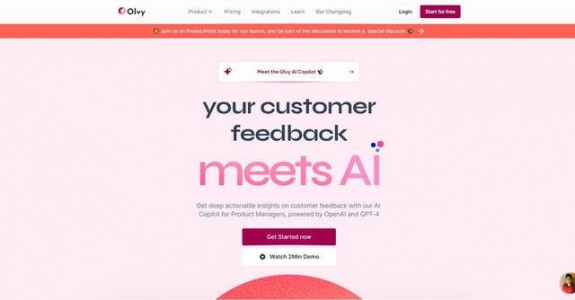 Olvy
Product Pricing Integrations Learn Our Changelog Login Start for free
Join us on ProductHunt today for our launch, and be part of the discussion to receive a special discount →
Meet the Olvy AI Copilot →
your customer
feedback
meets AI
Get deep actionable insights on customer feedback with our AI
Copilot for Product Managers, powered by OpenAI and GPT-4
Get Started now
Watch 2Min Demo